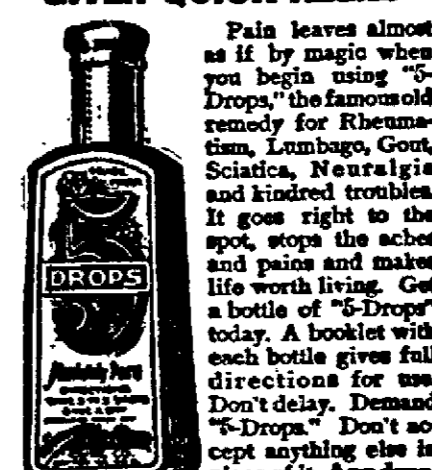 Pain leaves almost
as if by magic when
you begin using "5-
Drops," the famous old
remedy for Rheuma-
tism, Lumbago, Gout,
Sciatica, Neuralgia
and kindred troubles.
It goes right to the
spot, stops the aches
and pains and makes
life worth living. Get
a bottle of "5-Drops"
today. A booklet with
each bottle gives full
directions for use.
Don't delay. Demand
"5-Drops." Don't ac
cept anything else in
5
DROPS